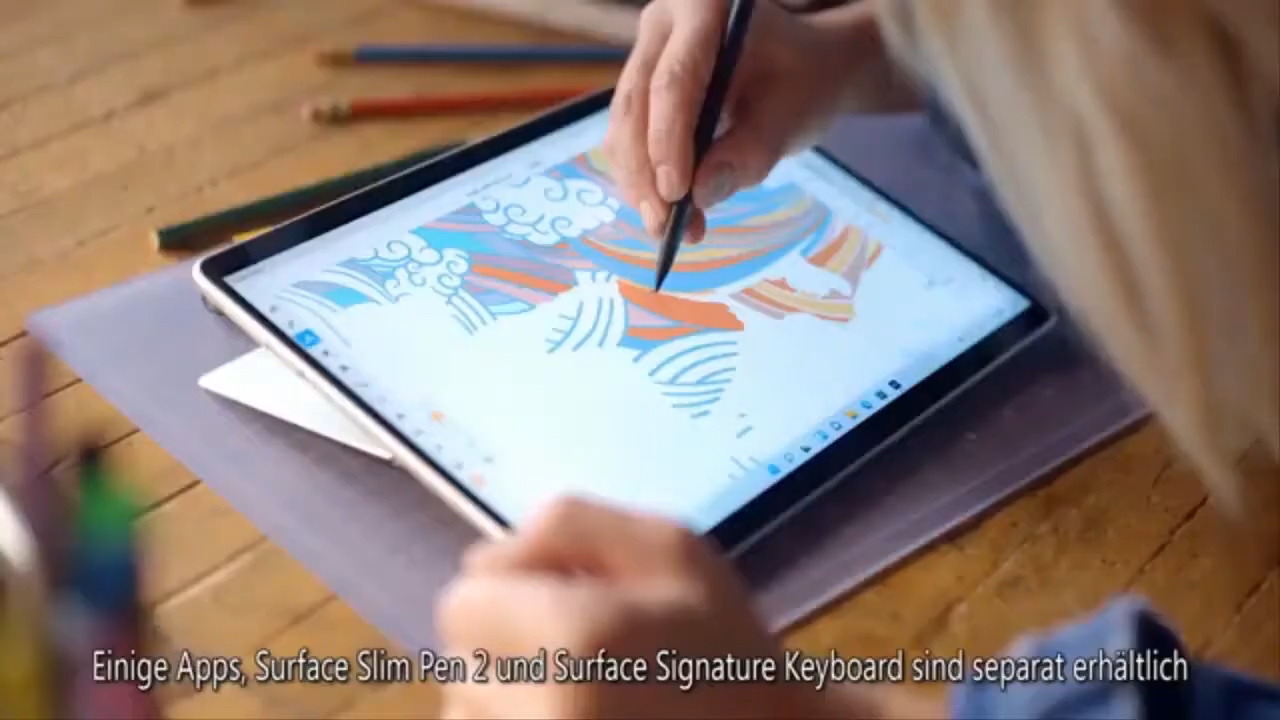 Einige Apps, Surface Slim Pen 2 und Surface Signature Keyboard sind separat erhältlich